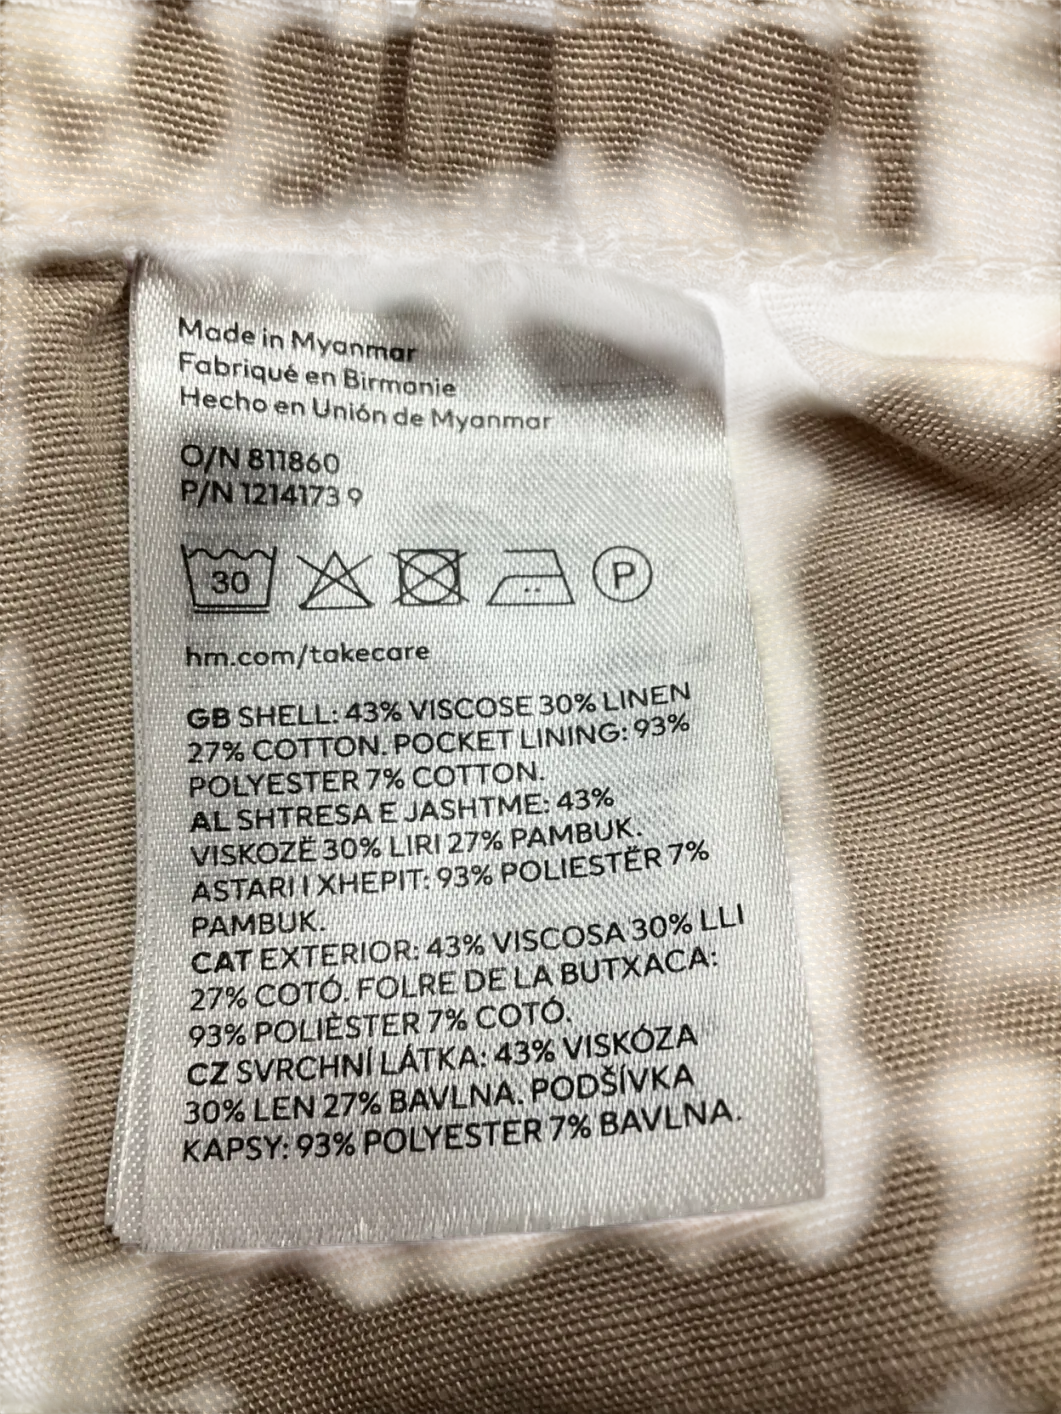 Made in Myanmar
Fabriqué en Birmanie
Hecho en Unión de Myanmar
O/N 811860
P/N 1214173 9
30 P
hm.com/takecare
GB SHELL: 43% VISCOSE 30% LINEN
27% COTTON. POCKET LINING: 93%
POLYESTER 7% COTTON.
AL SHTRESA E JASHTME: 43%
VISKOZË 30% LIRI 27% PAMBUK.
ASTARI I XHEPIT: 93% POLIESTËR 7%
PAMBUK.
CAT EXTERIOR: 43% VISCOSA 30% LLI
27% COTÓ. FOLRE DE LA BUTXACA:
93% POLIÈSTER 7% COTÓ.
CZ SVRCHNÍ LÁTKA: 43% VISKÓZA
30% LEN 27% BAVLNA. PODŠÍVKA
KAPSY: 93% POLYESTER 7% BAVLNA.